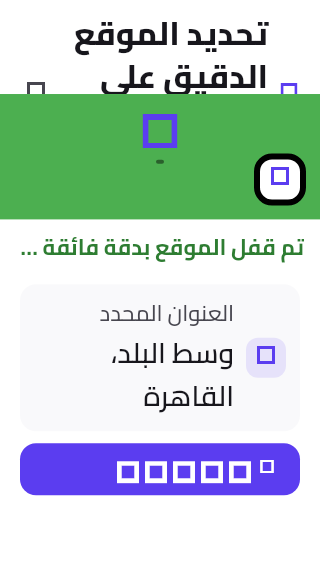 تحديد الموقع
الدقيق على
تم قفل الموقع بدقة فائقة ...
العنوان المحدد
وسط البلد،
القاهرة